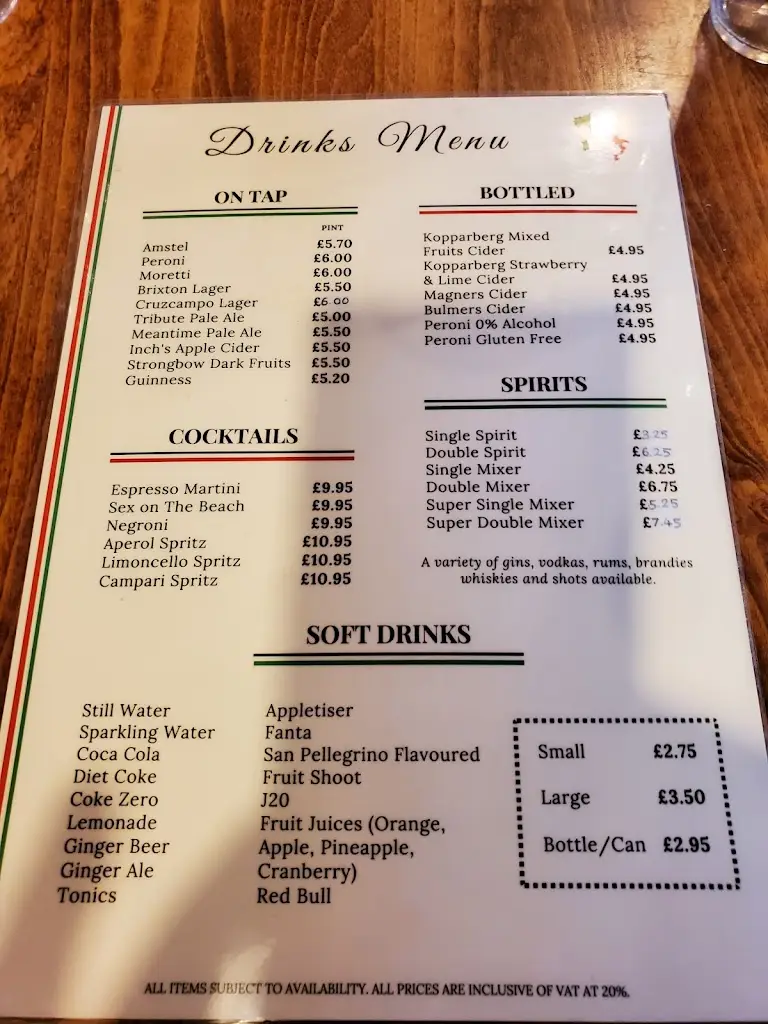 Drinks Menu
ON TAP
PINT
Amstel £5.70
Peroni £6.00
Moretti £6.00
Brixton Lager £5.50
Cruzcampo Lager £6.00
Tribute Pale Ale £5.00
Meantime Pale Ale £5.50
Inch's Apple Cider £5.50
Strongbow Dark Fruits £5.50
Guinness £5.20
BOTTLED
Kopparberg Mixed
Fruits Cider £4.95
Kopparberg Strawberry
& Lime Cider £4.95
Magners Cider £4.95
Bulmers Cider £4.95
Peroni 0% Alcohol £4.95
Peroni Gluten Free £4.95
COCKTAILS
Espresso Martini £9.95
Sex on The Beach £9.95
Negroni £9.95
Aperol Spritz £10.95
Limoncello Spritz £10.95
Campari Spritz £10.95
SPIRITS
Single Spirit £3.25
Double Spirit £6.25
Single Mixer £4.25
Double Mixer £6.75
Super Single Mixer £5.25
Super Double Mixer £7.45
A variety of gins, vodkas, rums, brandies
whiskies and shots available.
SOFT DRINKS
Still Water
Sparkling Water
Coca Cola
Diet Coke
Coke Zero
Lemonade
Ginger Beer
Ginger Ale
Tonics
Appletiser
Fanta
San Pellegrino Flavoured
Fruit Shoot
J20
Fruit Juices (Orange,
Apple, Pineapple,
Cranberry)
Red Bull
Small £2.75
Large £3.50
Bottle/Can £2.95
ALL ITEMS SUBJECT TO AVAILABILITY. ALL PRICES ARE INCLUSIVE OF VAT AT 20%.